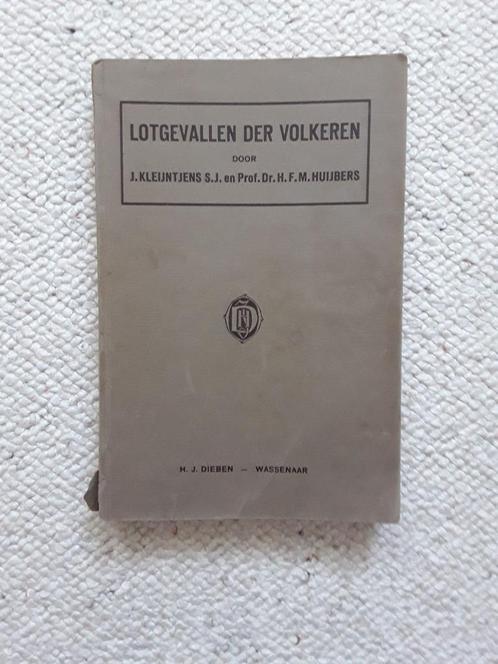 LOTGEVALLEN DER VOLKEREN
DOOR
J. KLEIJNTJENS S.J. en Prof. Dr. H. F. M. HUIJBERS
H. J. DIEBEN — WASSENAAR